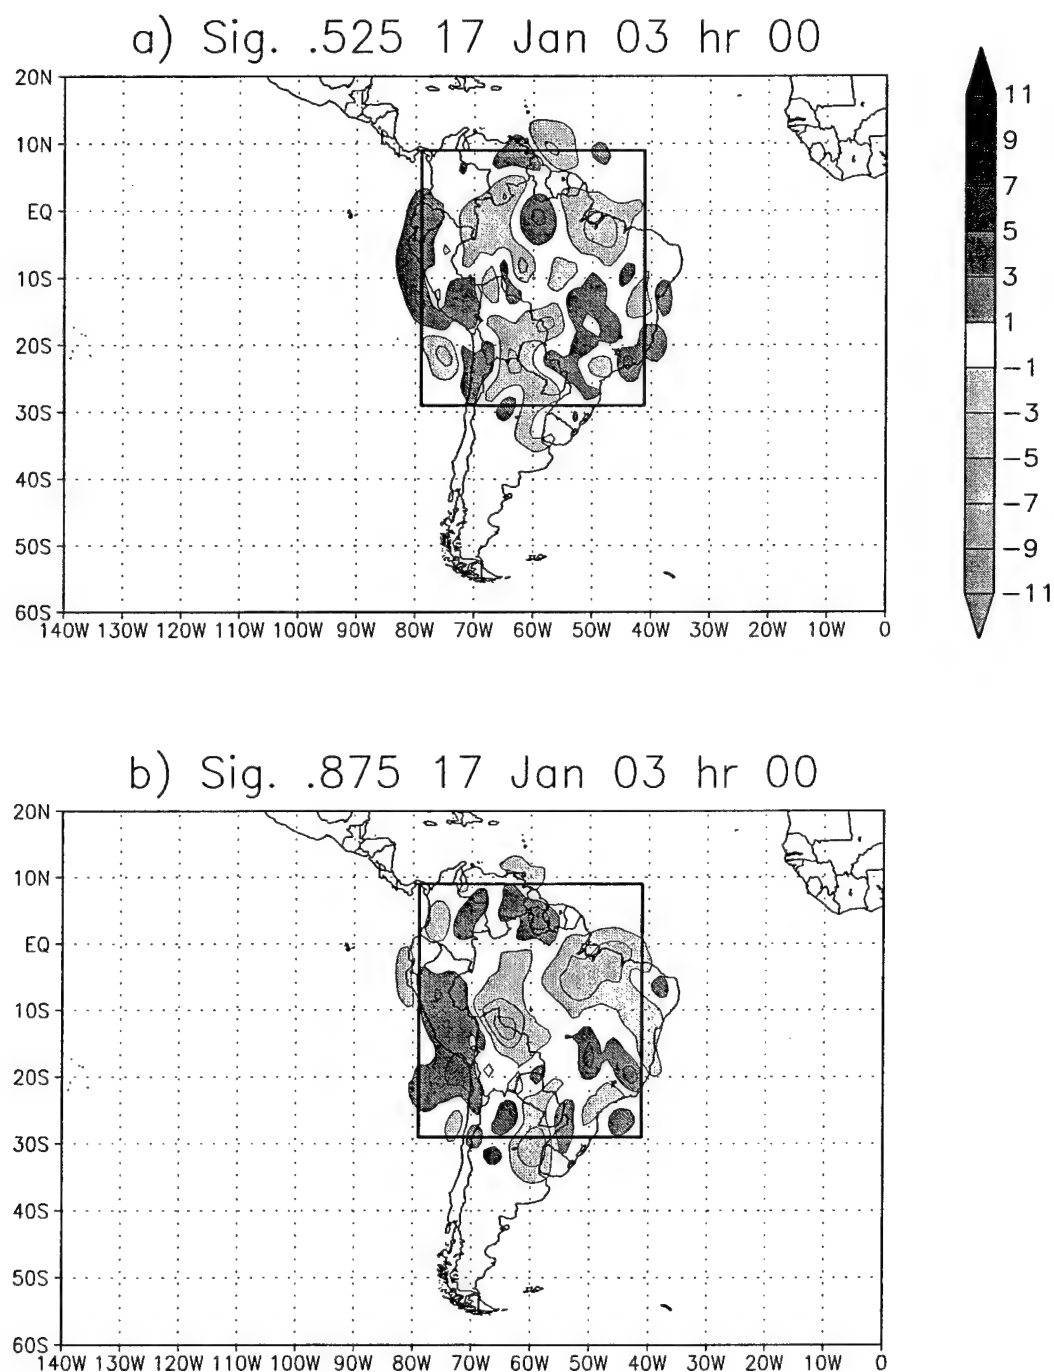 a) Sig. .525 17 Jan 03 hr 00
20N
10N
EQ
10S
20S
30S
40S
50S
60S
140W 130W 120W 110W 100W 90W 80W 70W 60W 50W 40W 30W 20W 10W 0
11
9
7
5
3
1
-1
-3
-5
-7
-9
-11
b) Sig. .875 17 Jan 03 hr 00
20N
10N
EQ
10S
20S
30S
40S
50S
60S
140W 130W 120W 110W 100W 90W 80W 70W 60W 50W 40W 30W 20W 10W 0